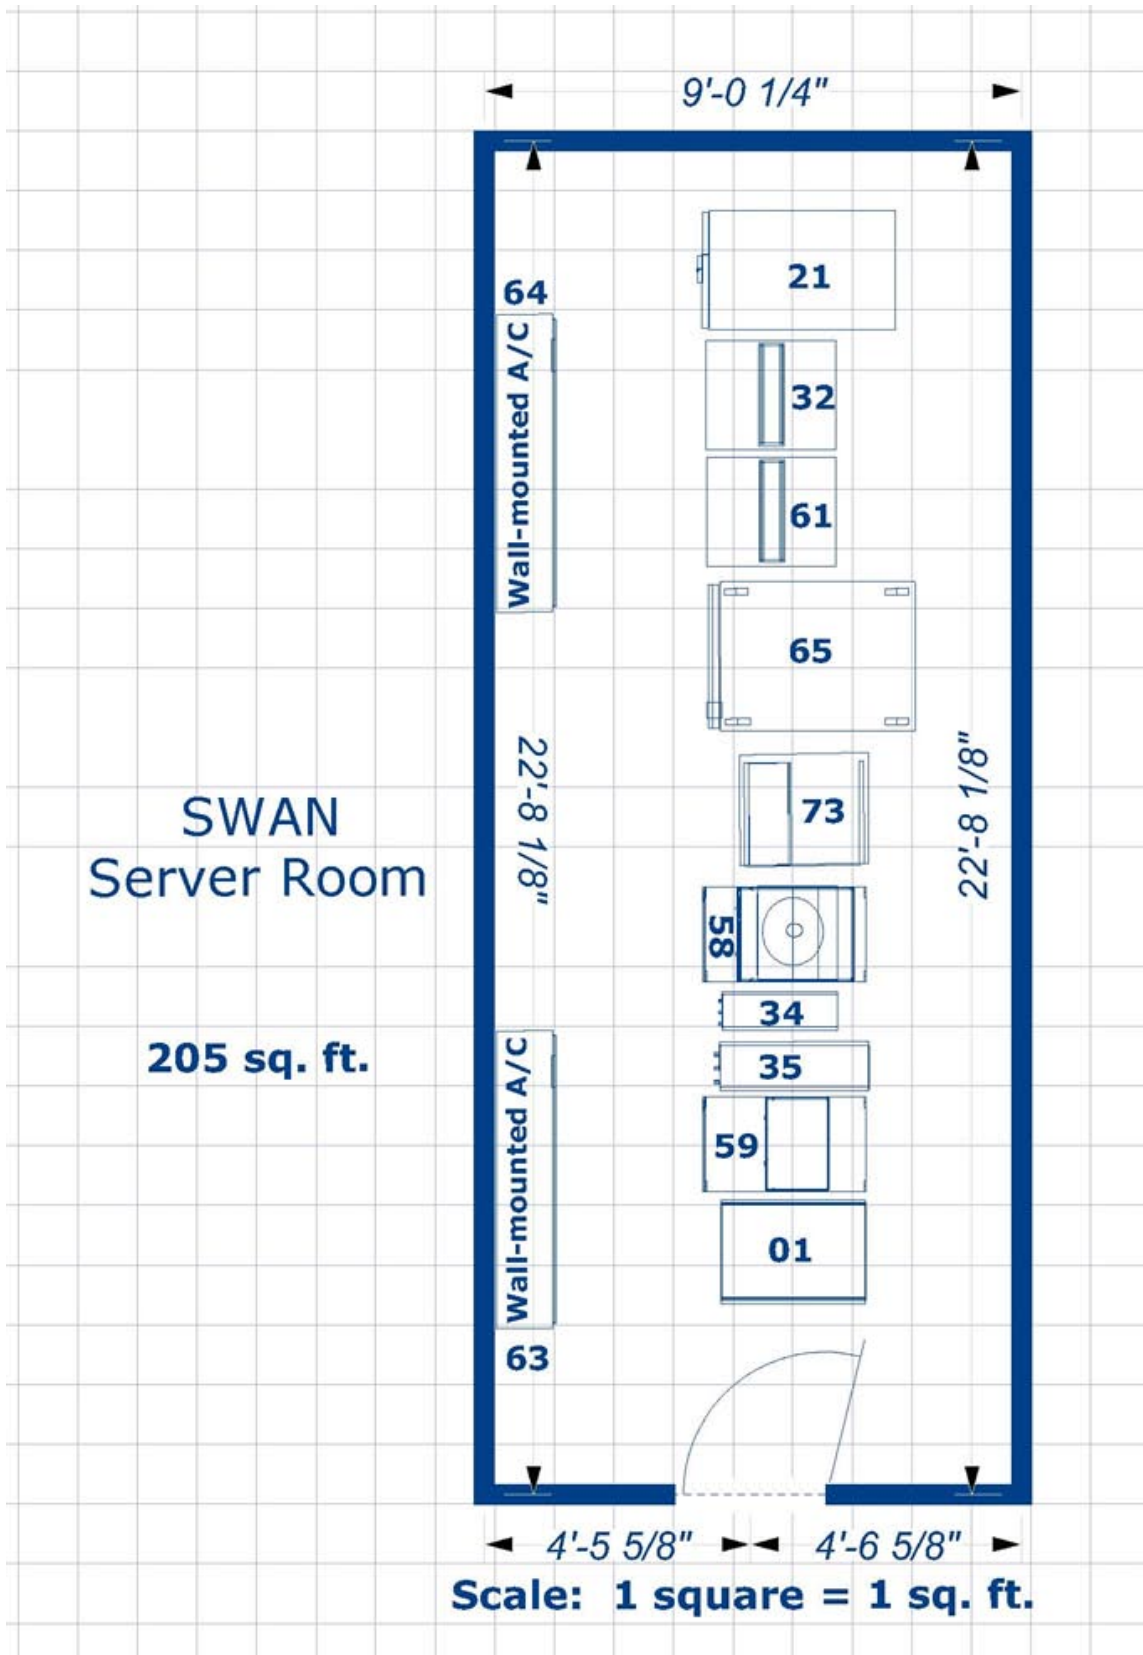 9'-0 1/4"
21
64
Wall-mounted A/C
32
61
65
22'-8 1/8"
22'-8 1/8"
SWAN
Server Room
73
58
34
205 sq. ft.
35
Wall-mounted A/C
59
01
63
4'-5 5/8"
4'-6 5/8"
Scale: 1 square = 1 sq. ft.